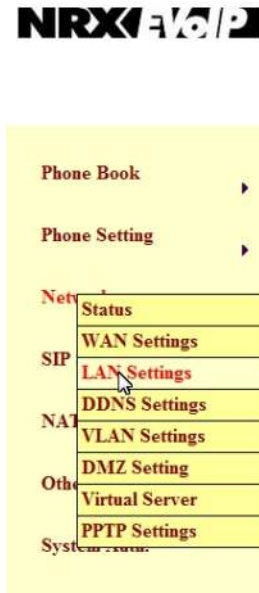 NRX EVoIP
Phone Book
Phone Setting
Status
WAN Settings
SIP
LAN Settings
DDNS Settings
VLAN Settings
DMZ Setting
Virtual Server
PPTP Settings